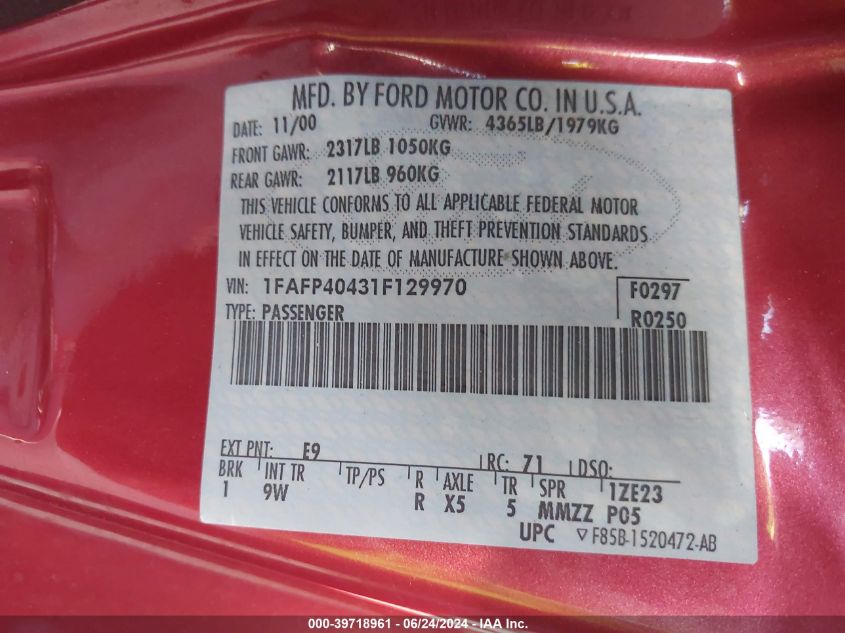 MFD. BY FORD MOTOR CO. IN U.S.A.
DATE: 11/00 GVWR: 4365LB/1979KG
FRONT GAWR: 2317LB 1050KG
REAR GAWR: 2117LB 960KG
THIS VEHICLE CONFORMS TO ALL APPLICABLE FEDERAL MOTOR
VEHICLE SAFETY, BUMPER, AND THEFT PREVENTION STANDARDS
IN EFFECT ON THE DATE OF MANUFACTURE SHOWN ABOVE.
VIN: 1FAFP40431F129970 F0297
TYPE: PASSENGER R0250
EXT PNT: E9 RC: 71 DSO:
BRK INT TR TP/PS R AXLE TR SPR 1ZE23
1 9W R X5 5 MMZZ P05
UPC ▽F85B-1520472-AB
000-39718961 - 06/24/2024 - IAA Inc.